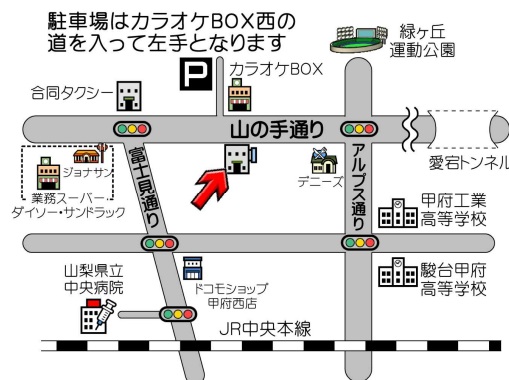 駐車場はカラオケBOX西の
道を入って左手となります
緑ヶ丘
運動公園
P
カラオケBOX
合同タクシー
山の手通り
愛宕トンネル
ジョナサン
富士見通り
デニーズ
アルプス通り
業務スーパー
ダイソー・サンドラック
甲府工業
高等学校
山梨県立
中央病院
ドコモショップ
甲府西店
駿台甲府
高等学校
JR中央本線